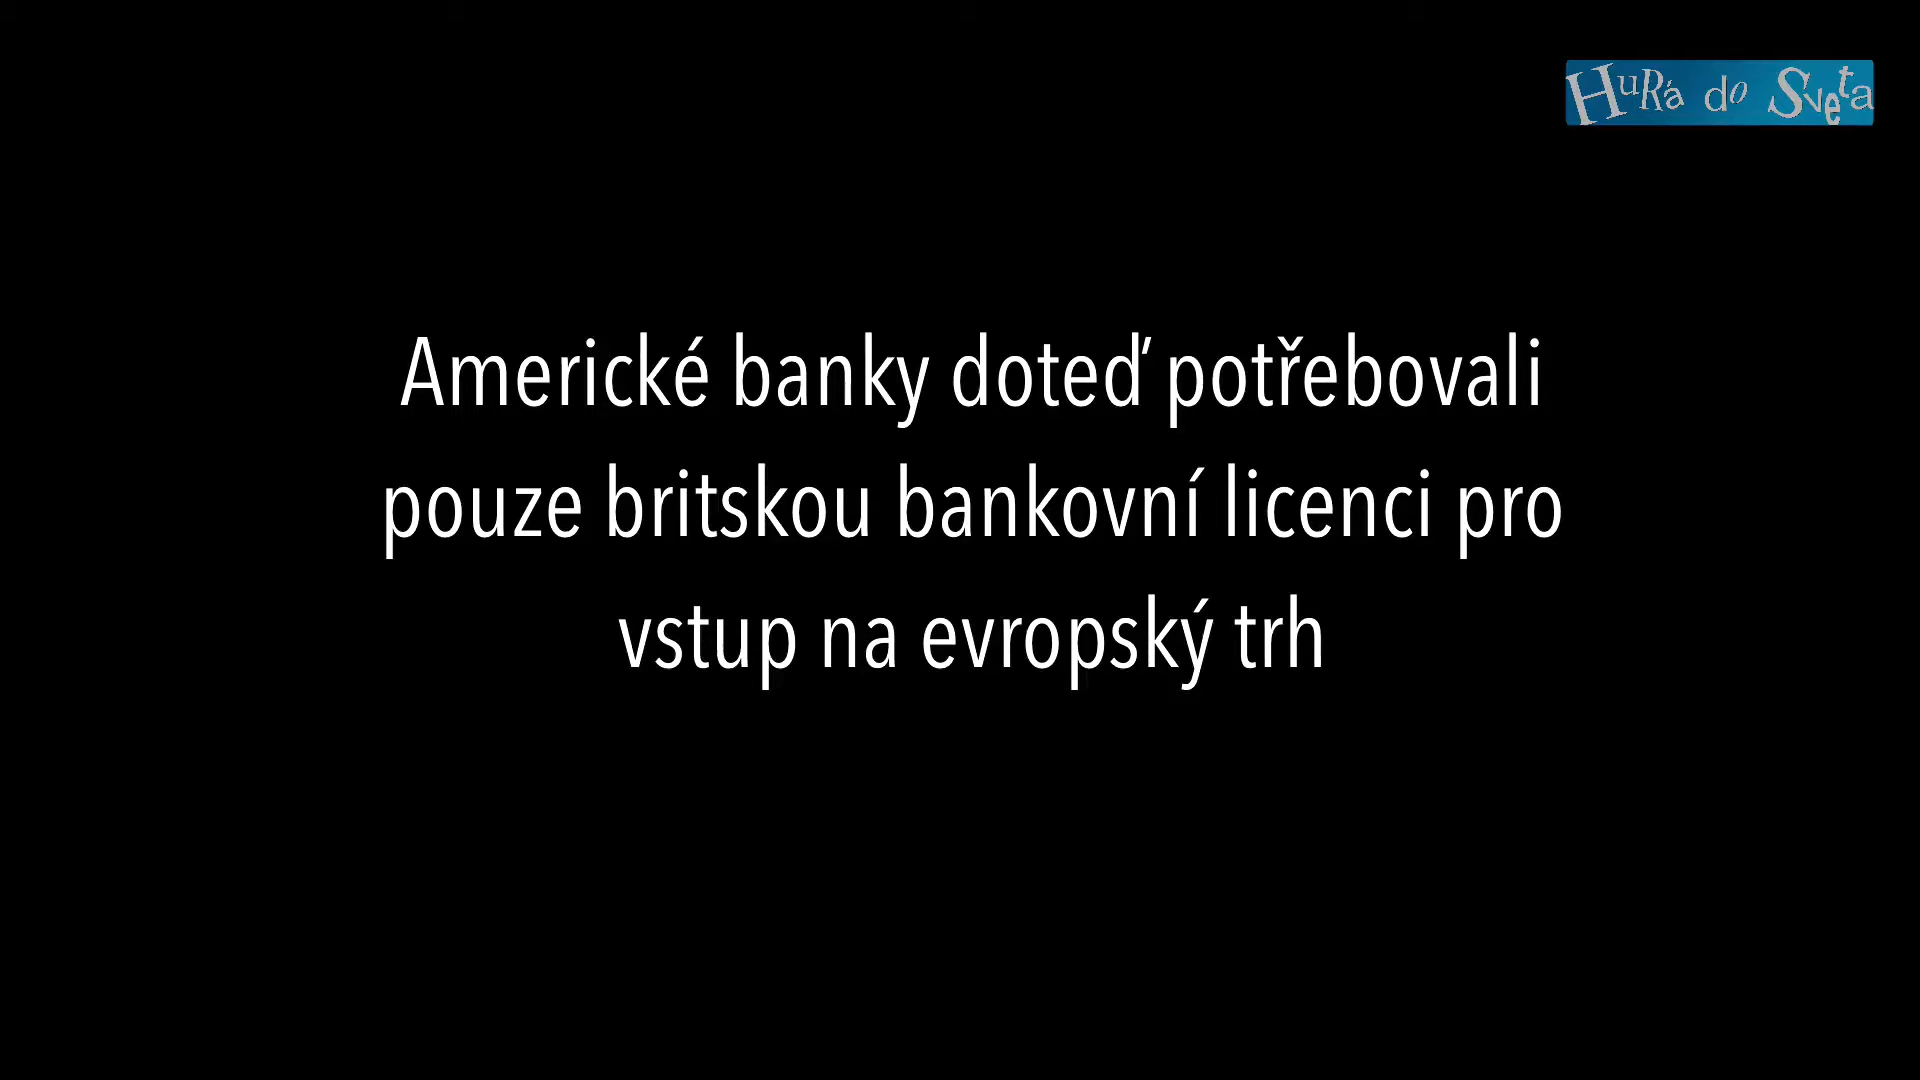 HuRá do Světa
Americké banky doteď potřebovali
pouze britskou bankovní licenci pro
vstup na evropský trh